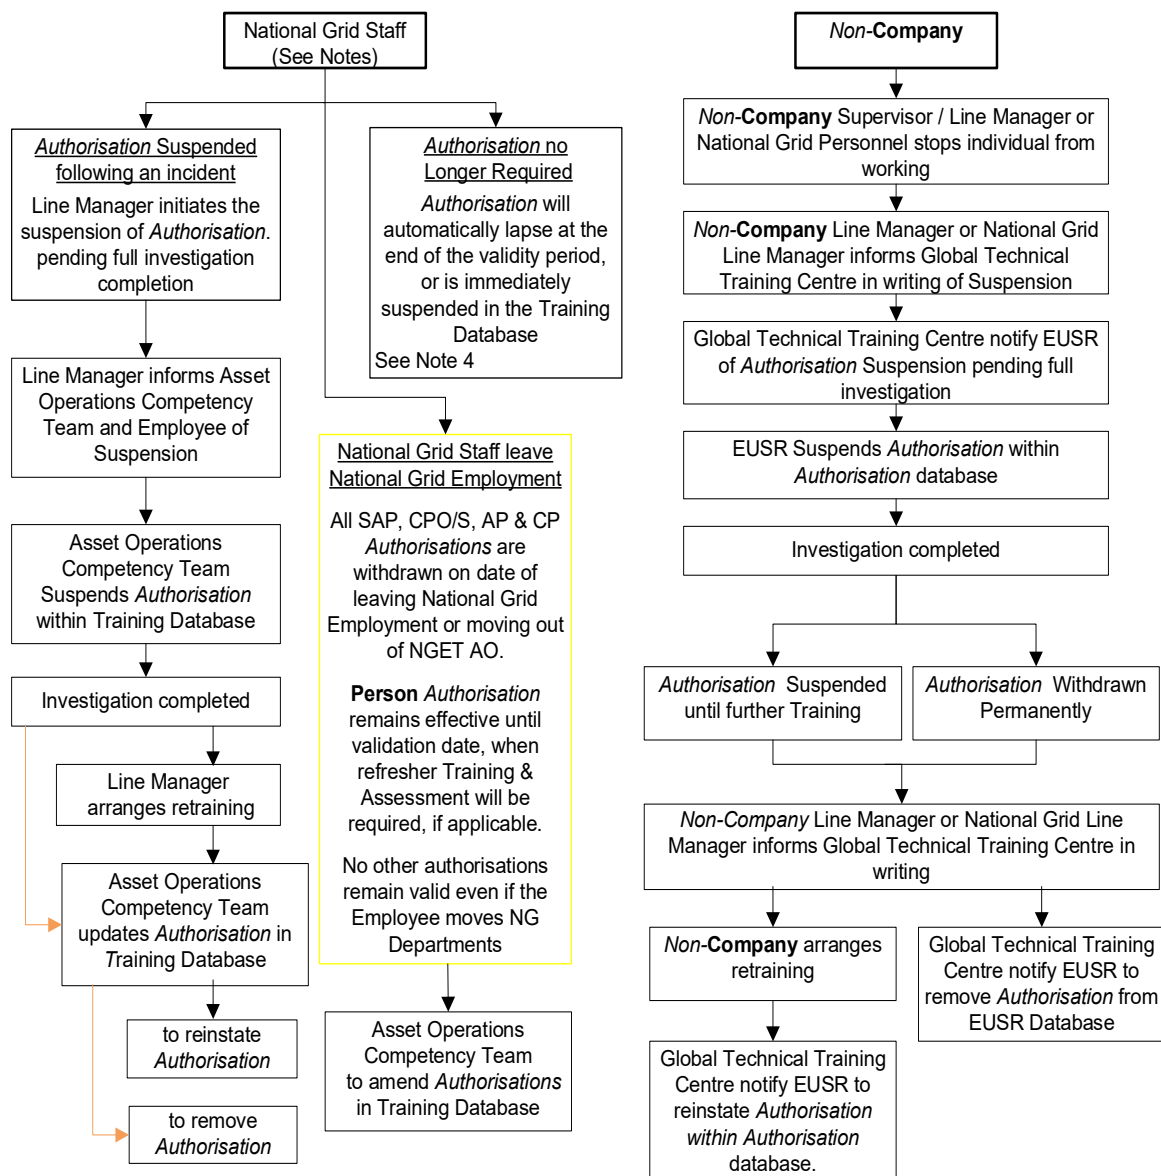 National Grid Staff
(See Notes)
Authorisation Suspended
following an incident
Line Manager initiates the
suspension of Authorisation.
pending full investigation
completion
Line Manager informs Asset
Operations Competency
Team and Employee of
Suspension
Asset Operations
Competency Team
Suspends Authorisation
within Training Database
Investigation completed
Line Manager
arranges retraining
Asset Operations
Competency Team
updates Authorisation in
Training Database
to reinstate
Authorisation
to remove
Authorisation
Authorisation no
Longer Required
Authorisation will
automatically lapse at the
end of the validity period,
or is immediately
suspended in the Training
Database
See Note 4
National Grid Staff leave
National Grid Employment
All SAP, CPO/S, AP & CP
Authorisations are
withdrawn on date of
leaving National Grid
Employment or moving out
of NGET AO.
Person Authorisation
remains effective until
validation date, when
refresher Training &
Assessment will be
required, if applicable.
No other authorisations
remain valid even if the
Employee moves NG
Departments
Asset Operations
Competency Team
to amend Authorisations
in Training Database
Non-Company
Non-Company Supervisor / Line Manager or
National Grid Personnel stops individual from
working
Non-Company Line Manager or National Grid
Line Manager informs Global Technical
Training Centre in writing of Suspension
Global Technical Training Centre notify EUSR
of Authorisation Suspension pending full
investigation
EUSR Suspends Authorisation within
Authorisation database
Investigation completed
Authorisation Suspended
until further Training
Authorisation Withdrawn
Permanently
Non-Company Line Manager or National Grid Line
Manager informs Global Technical Training Centre in
writing
Non-Company arranges
retraining
Global Technical Training
Centre notify EUSR to
remove Authorisation from
EUSR Database
Global Technical Training
Centre notify EUSR to
reinstate Authorisation
within Authorisation
database.